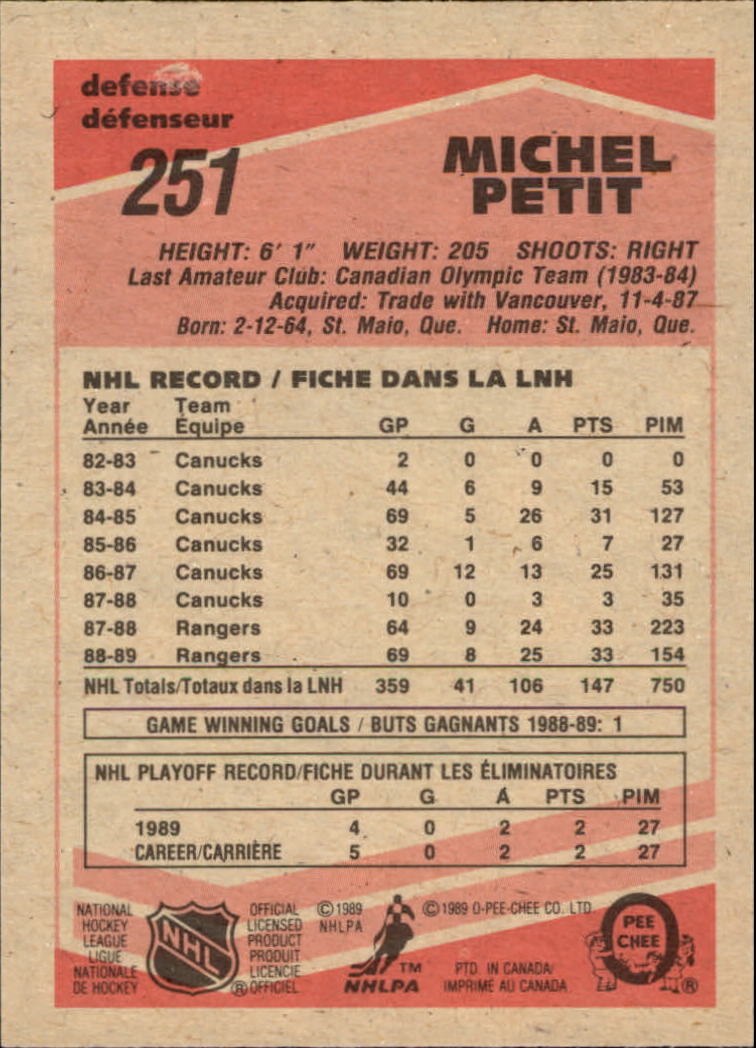 defense
défenseur
251
MICHEL
PETIT
HEIGHT: 6' 1" WEIGHT: 205 SHOOTS: RIGHT
Last Amateur Club: Canadian Olympic Team (1983-84)
Acquired: Trade with Vancouver, 11-4-87
Born: 2-12-64, St. Maio, Que. Home: St. Maio, Que.
NHL RECORD / FICHE DANS LA LNH
Year Team
Année Équipe GP G A PTS PIM
82-83 Canucks 2 0 0 0 0
83-84 Canucks 44 6 9 15 53
84-85 Canucks 69 5 26 31 127
85-86 Canucks 32 1 6 7 27
86-87 Canucks 69 12 13 25 131
87-88 Canucks 10 0 3 3 35
87-88 Rangers 64 9 24 33 223
88-89 Rangers 69 8 25 33 154
NHL Totals/Totaux dans la LNH 359 41 106 147 750
GAME WINNING GOALS / BUTS GAGNANTS 1988-89: 1
NHL PLAYOFF RECORD/FICHE DURANT LES ÉLIMINATOIRES
GP G A PTS PIM
1989 4 0 2 2 27
CAREER/CARRIÈRE 5 0 2 2 27
NATIONAL
HOCKEY
LEAGUE
LIGUE
NATIONALE
DE HOCKEY
NHL
OFFICIAL
LICENSED
PRODUCT
PRODUIT
LICENCIE
® OFFICIEL
© 1989
NHLPA
TM
NHLPA
© 1989 O-PEE-CHEE CO. LTD.
PTD. IN CANADA/
IMPRIMÉ AU CANADA
O
PEE
CHEE
®